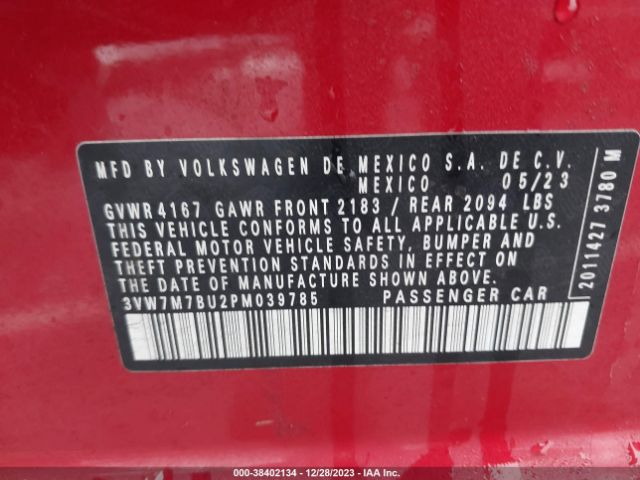 MFD BY VOLKSWAGEN DE MEXICO S.A. DE C.V.
MEXICO 05/23
GVWR 4167 GAWR FRONT 2183 / REAR 2094 LBS
THIS VEHICLE CONFORMS TO ALL APPLICABLE U.S.
FEDERAL MOTOR VEHICLE SAFETY, BUMPER AND
THEFT PREVENTION STANDARDS IN EFFECT ON
THE DATE OF MANUFACTURE SHOWN ABOVE.
3VW7M7BU2PM039785 PASSENGER CAR
2011427 3780 M
000-38402134 - 12/28/2023 - IAAI.COM